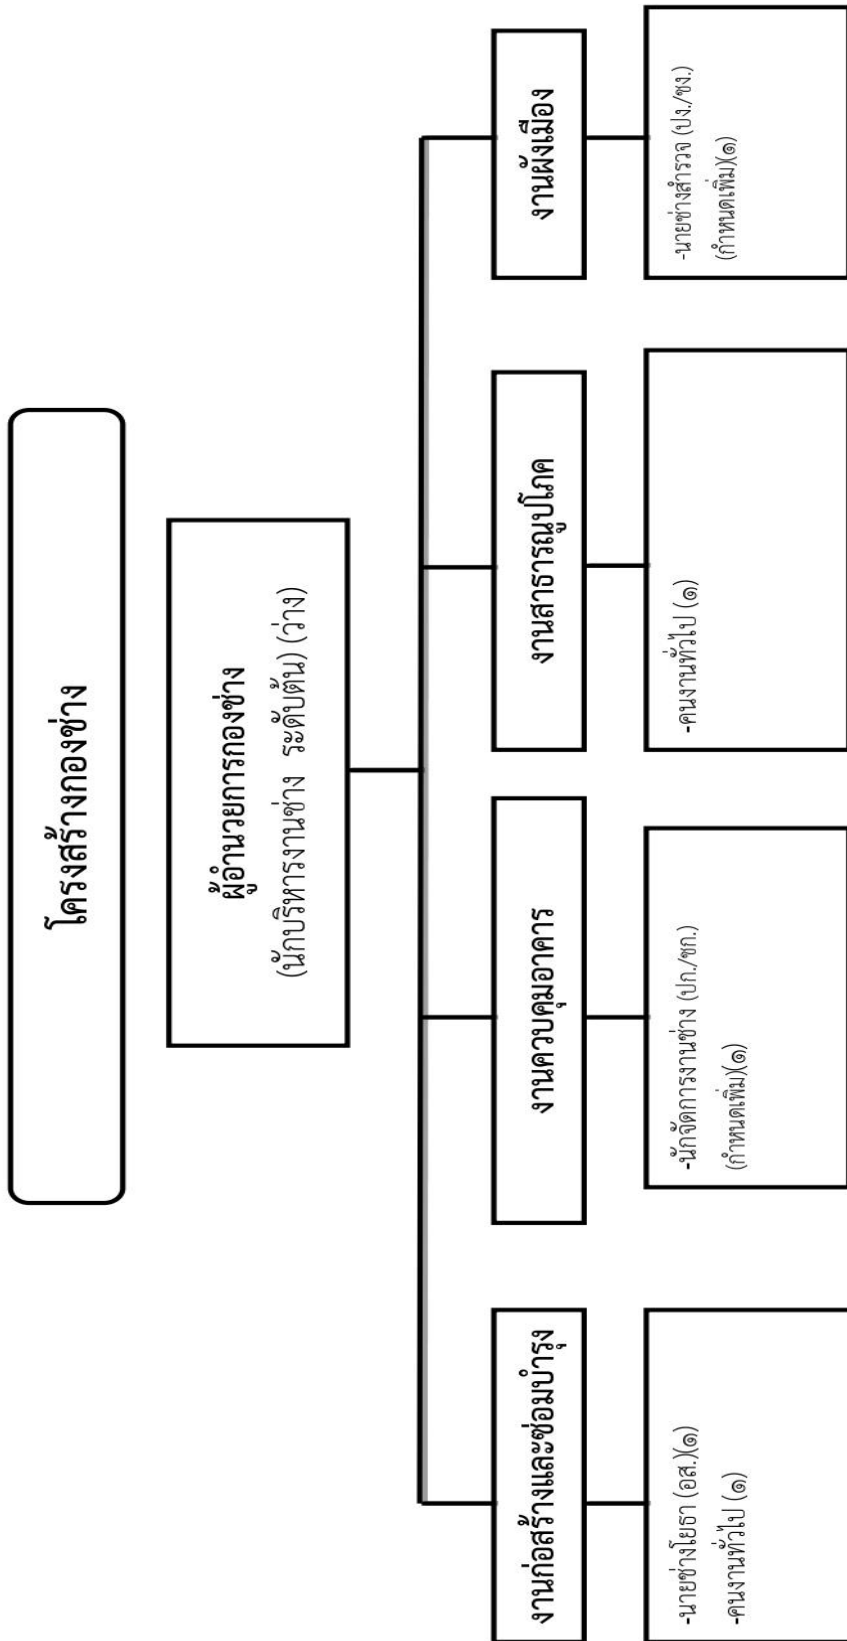 โครงสร้างกองช่าง
ผู้อำนวยการกองช่าง
(นักบริหารงานช่าง ระดับต้น) (ว่าง)
งานก่อสร้างและซ่อมบำรุง
-นายช่างโยธา (อส.)(๑)
-คนงานทั่วไป (๑)
งานควบคุมอาคาร
-นักจัดการงานช่าง (ปก./ชก.)
(กำหนดเพิ่ม)(๑)
งานสาธารณูปโภค
-คนงานทั่วไป (๑)
งานผังเมือง
-นายช่างสำรวจ (ปง./ชง.)
(กำหนดเพิ่ม)(๑)